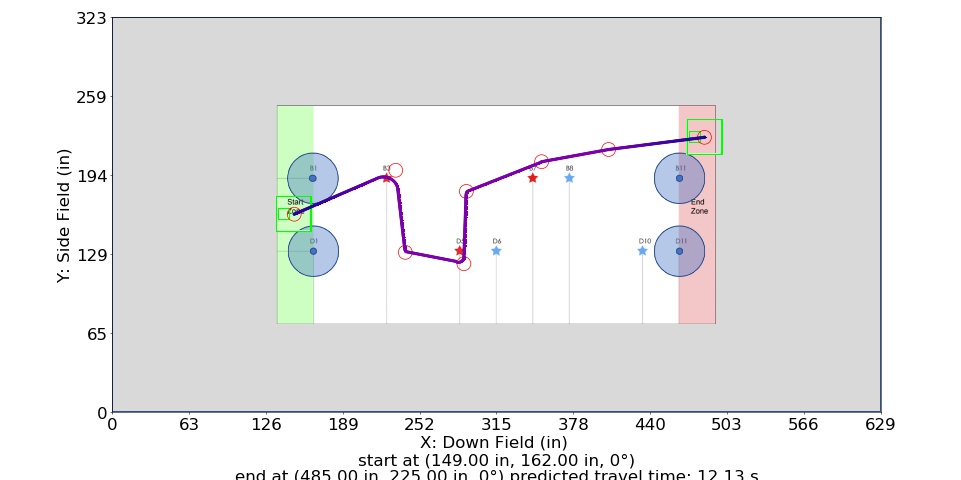 323
259
194
129
65
0
Y: Side Field (in)
B1
B3
B8
B11
Start
End
Zone
D1
D6
D10
D11
0 63 126 189 252 315 378 440 503 566 629
X: Down Field (in)
start at (149.00 in, 162.00 in, 0°)
end at (485.00 in, 225.00 in, 0°) predicted travel time: 12.13 s